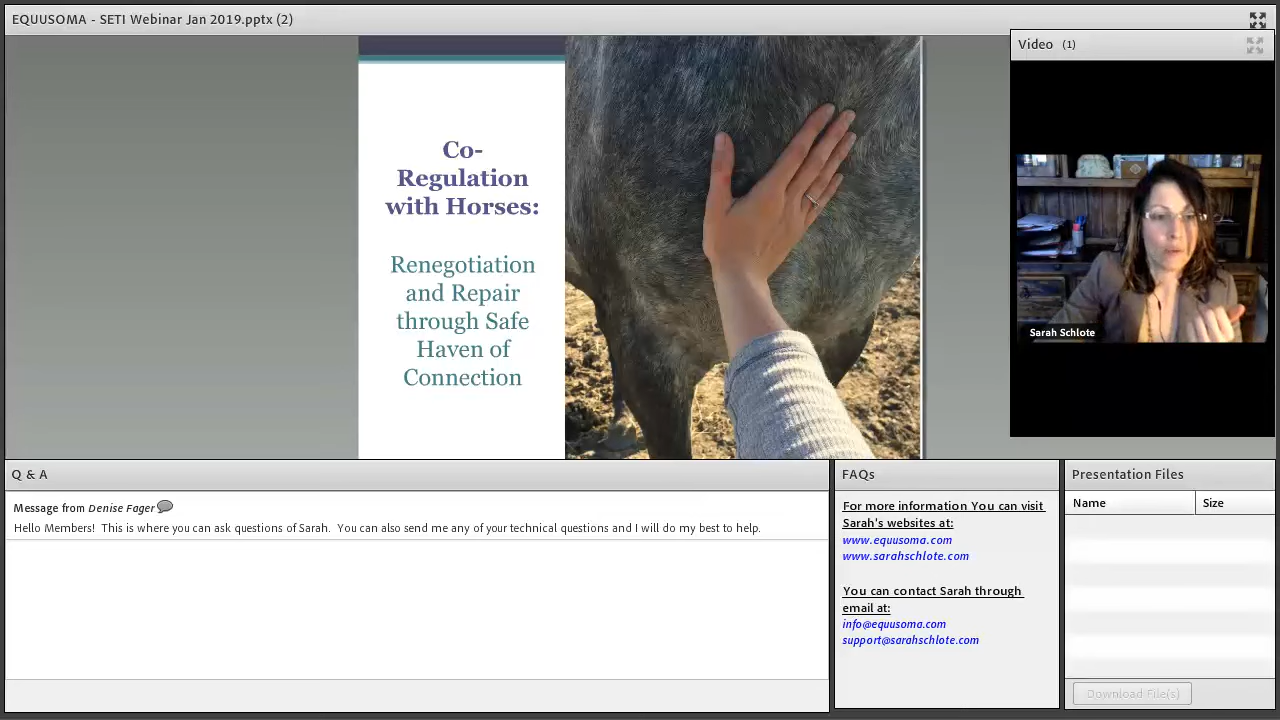 EQUUSOMA - SETI Webinar Jan 2019.pptx (2)
Video (1)
Co-
Regulation
with Horses:
Renegotiation
and Repair
through Safe
Haven of
Connection
Sarah Schlote
Q & A
Message from Denise Fager
Hello Members! This is where you can ask questions of Sarah. You can also send me any of your technical questions and I will do my best to help.
FAQs
For more information You can visit
Sarah's websites at:
www.equusoma.com
www.sarahschlote.com
You can contact Sarah through
email at:
info@equusoma.com
support@sarahschlote.com
Presentation Files
Name Size
Download File(s)